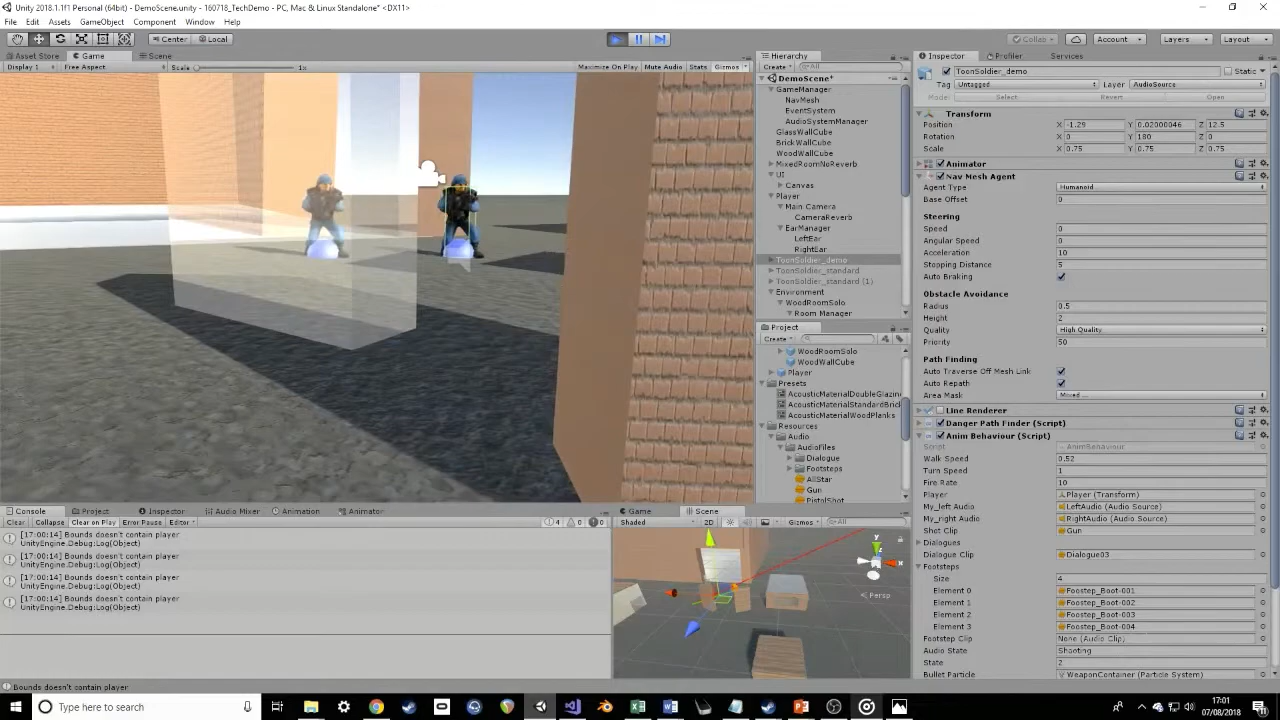 Unity 2018.1.1f1 Personal (64bit) - DemoScene.unity - 160718_TechDemo - PC, Mac & Linux Standalone* <DX11>
File Edit Assets GameObject Component Window Help
Center Local Collab Account Layers Layout
Asset Store Game Scene
Display 1 Free Aspect Scale 1x Maximize On Play Mute Audio Stats Gizmos
Hierarchy
Create All
DemoScene*
GameManager
NavMesh
EventSystem
AudioSystemManager
GlassWallCube
BrickWallCube
WoodWallCube
MixedRoomNoReverb
UI
Canvas
Player
Main Camera
CameraReverb
EarManager
LeftEar
RightEar
ToonSoldier_demo
ToonSoldier_standard
ToonSoldier_standard (1)
Environment
WoodRoomSolo
Room Manager
Project
Create
WoodRoomSolo
WoodWallCube
Player
Presets
AcousticMaterialDoubleGlazin
AcousticMaterialStandardBric
AcousticMaterialWoodPlanks
Resources
Audio
AudioFiles
Dialogue
Footsteps
AllStar
Gun
PistolShot
Inspector Profiler Services
ToonSoldier_demo Static
Tag Untagged Layer AudioSource
Model Select Revert Open
Transform
Position X -1.29 Y 0.02000046 Z 12.5
Rotation X 0 Y 180 Z 0
Scale X 0.75 Y 0.75 Z 0.75
Animator
Nav Mesh Agent
Agent Type Humanoid
Base Offset 0
Steering
Speed 0
Angular Speed 0
Acceleration 10
Stopping Distance 5
Auto Braking
Obstacle Avoidance
Radius 0.5
Height 2
Quality High Quality
Priority 50
Path Finding
Auto Traverse Off Mesh Link
Auto Repath
Area Mask Mixed ...
Line Renderer
Danger Path Finder (Script)
Anim Behaviour (Script)
Script AnimBehaviour
Walk Speed 0.52
Turn Speed 1
Fire Rate 10
Player Player (Transform)
My_left Audio LeftAudio (Audio Source)
My_right Audio RightAudio (Audio Source)
Shot Clip Gun
Dialogues
Dialogue Clip Dialogue03
Footsteps
Size 4
Element 0 Foostep_Boot-001
Element 1 Foostep_Boot-002
Element 2 Foostep_Boot-003
Element 3 Foostep_Boot-004
Footstep Clip None (Audio Clip)
Audio State Shooting
State 2
Bullet Particle WeaponContainer (Particle System)
Console Project Inspector Audio Mixer Animation Animator
Clear Collapse Clear on Play Error Pause Editor 4 0 0
[17:00:14] Bounds doesn't contain player
UnityEngine.Debug:Log(Object)
[17:00:14] Bounds doesn't contain player
UnityEngine.Debug:Log(Object)
[17:00:14] Bounds doesn't contain player
UnityEngine.Debug:Log(Object)
[17:00:14] Bounds doesn't contain player
UnityEngine.Debug:Log(Object)
Game Scene
Shaded 2D Gizmos All
y
x
Persp
Bounds doesn't contain player
Type here to search
17:01
07/08/2018